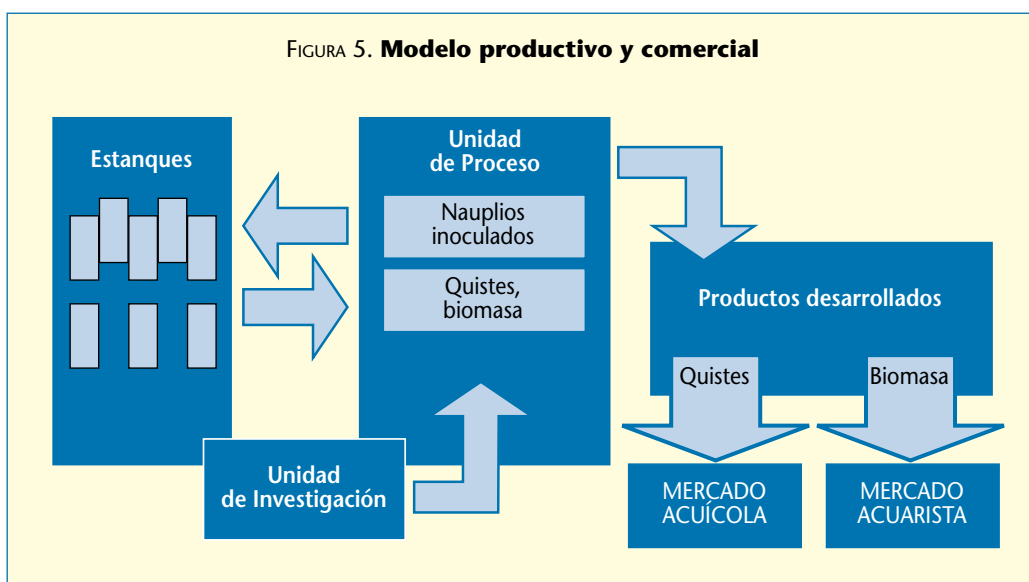 FIGURA 5. Modelo productivo y comercial
Estanques
Unidad
de Proceso
Nauplios
inoculados
Quistes,
biomasa
Unidad
de Investigación
Productos desarrollados
Quistes
Biomasa
MERCADO
ACUÍCOLA
MERCADO
ACUARISTA